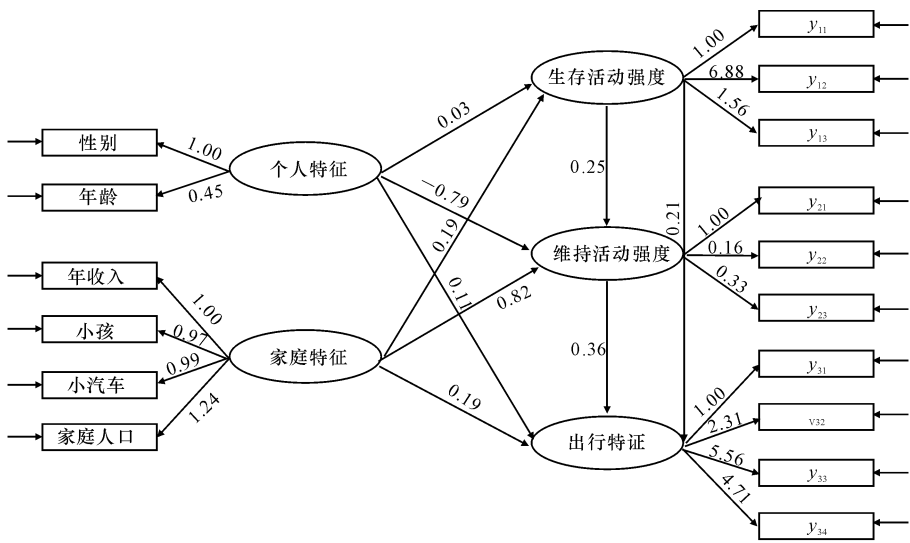 性别
年龄
年收入
小孩
小汽车
家庭人口
1.00
0.45
1.00
0.97
0.99
1.24
个人特征
家庭特征
0.03
−0.79
0.19
0.11
0.82
0.19
生存活动强度
0.25
维持活动强度
0.36
出行特证
0.21
1.00
6.88
1.56
1.00
0.16
0.33
1.00
2.31
5.56
4.71
y11
y12
y13
y21
y22
y23
y31
v32
y33
y34